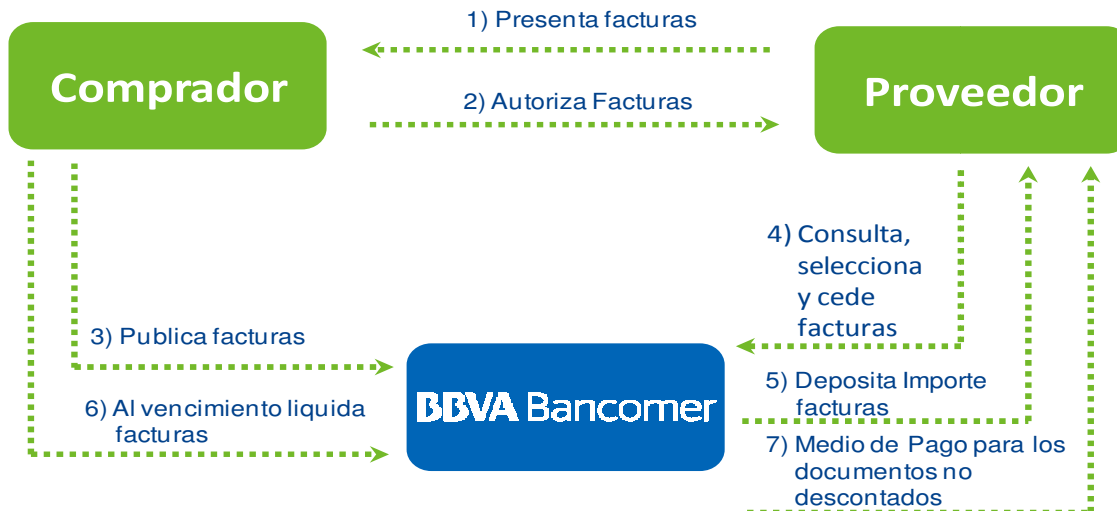 1) Presenta facturas
Comprador
Proveedor
2) Autoriza Facturas
4) Consulta,
selecciona
y cede
facturas
3) Publica facturas
BBVA Bancomer
5) Deposita Importe
facturas
6) Al vencimiento liquida
facturas
7) Medio de Pago para los
documentos no
descontados